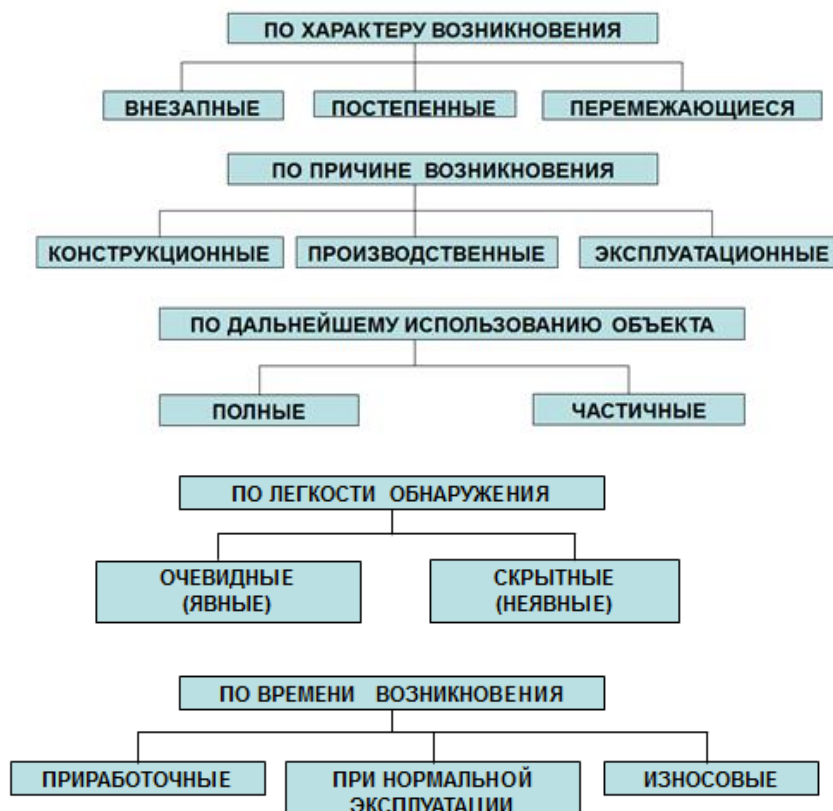 ПО ХАРАКТЕРУ ВОЗНИКНОВЕНИЯ
ВНЕЗАПНЫЕ ПОСТЕПЕННЫЕ ПЕРЕМЕЖАЮЩИЕСЯ
ПО ПРИЧИНЕ ВОЗНИКНОВЕНИЯ
КОНСТРУКЦИОННЫЕ ПРОИЗВОДСТВЕННЫЕ ЭКСПЛУАТАЦИОННЫЕ
ПО ДАЛЬНЕЙШЕМУ ИСПОЛЬЗОВАНИЮ ОБЪЕКТА
ПОЛНЫЕ ЧАСТИЧНЫЕ
ПО ЛЕГКОСТИ ОБНАРУЖЕНИЯ
ОЧЕВИДНЫЕ
(ЯВНЫЕ)
СКРЫТНЫЕ
(НЕЯВНЫЕ)
ПО ВРЕМЕНИ ВОЗНИКНОВЕНИЯ
ПРИРАБОТОЧНЫЕ
ПРИ НОРМАЛЬНОЙ
ЭКСПЛУАТАЦИИ
ИЗНОСОВЫЕ